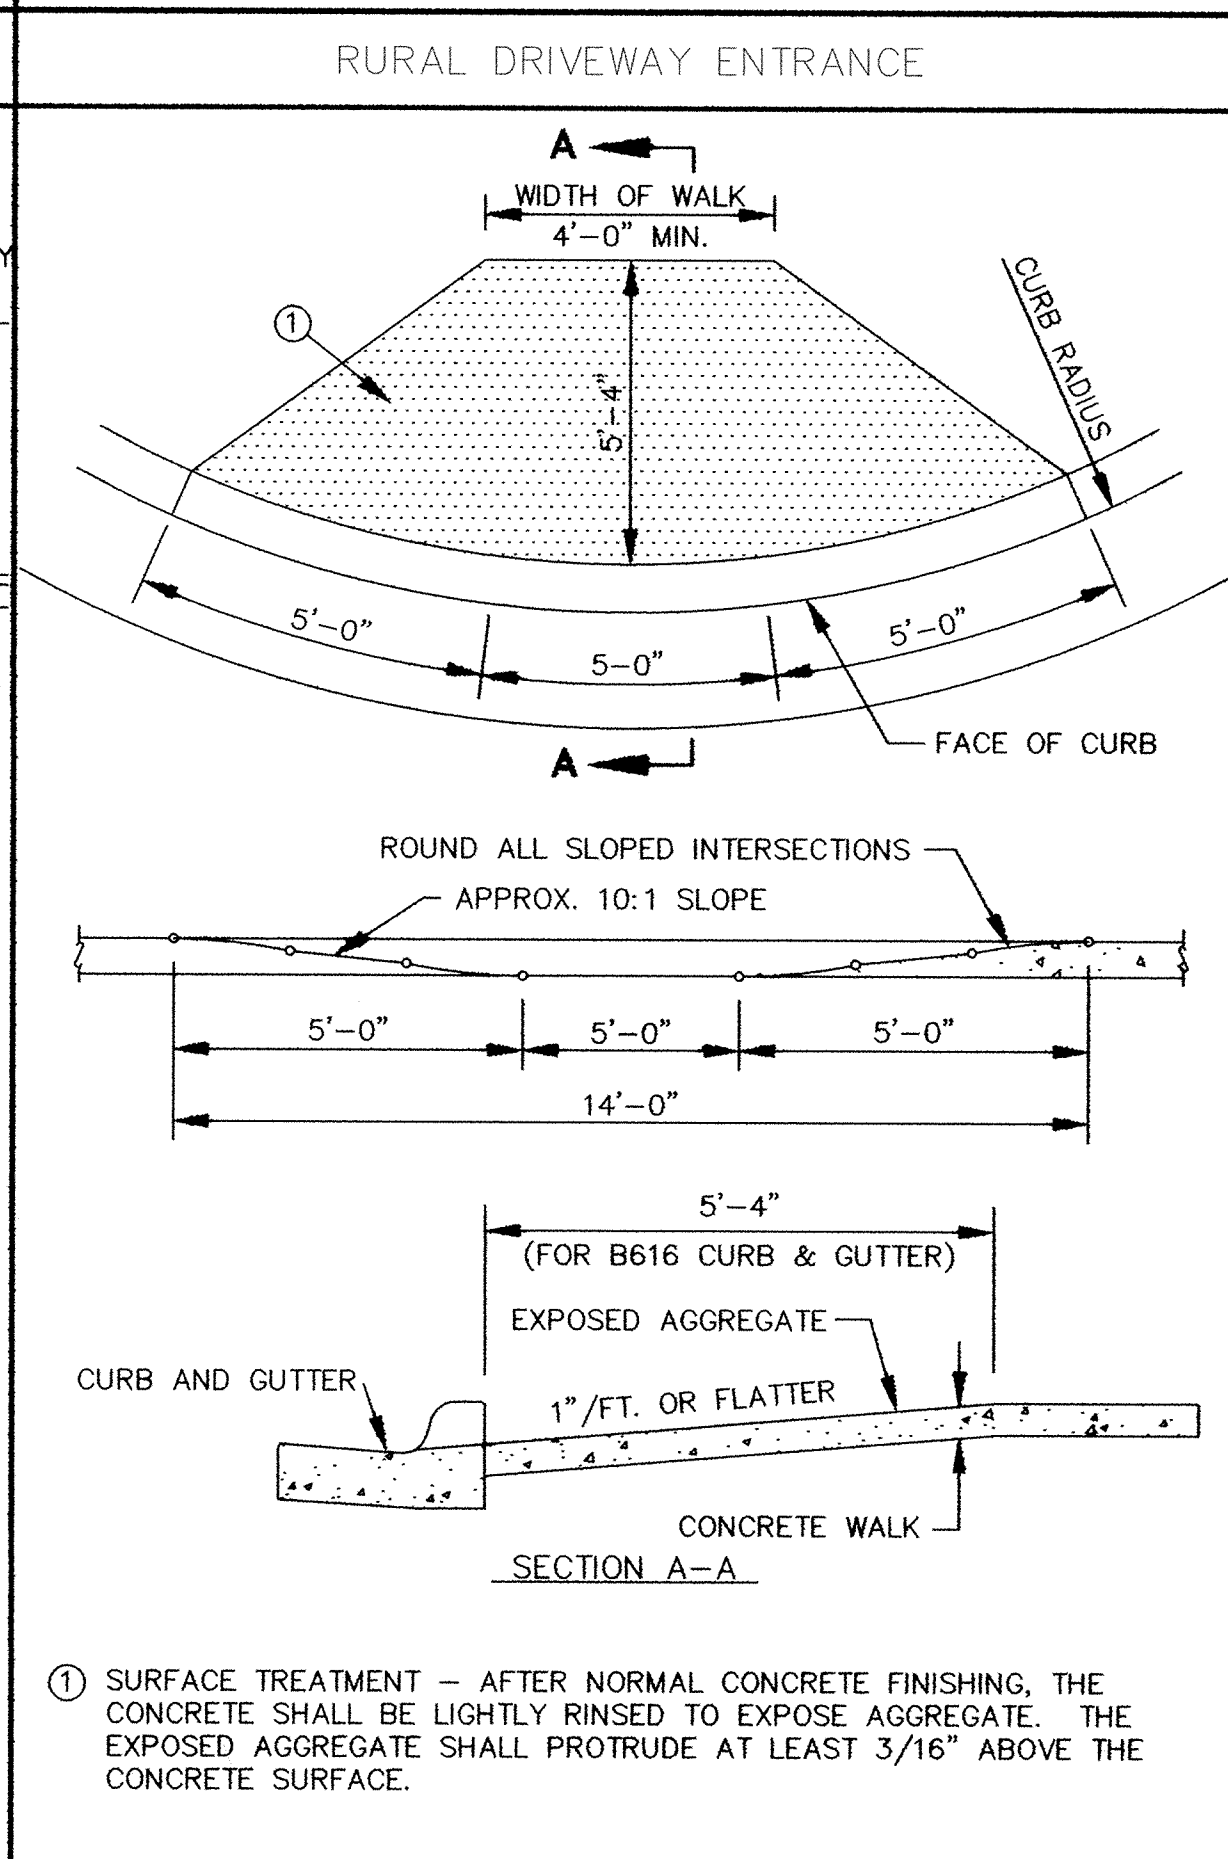 RURAL DRIVEWAY ENTRANCE
A
WIDTH OF WALK
4'-0" MIN.
Y
1
CURB RADIUS
5'-4"
5'-0"
5-0"
5'-0"
FACE OF CURB
A
ROUND ALL SLOPED INTERSECTIONS
APPROX. 10:1 SLOPE
5'-0"
5'-0"
5'-0"
14'-0"
5'-4"
(FOR B616 CURB & GUTTER)
EXPOSED AGGREGATE
CURB AND GUTTER
1"/FT. OR FLATTER
CONCRETE WALK
SECTION A-A
1 SURFACE TREATMENT - AFTER NORMAL CONCRETE FINISHING, THE
CONCRETE SHALL BE LIGHTLY RINSED TO EXPOSE AGGREGATE. THE
EXPOSED AGGREGATE SHALL PROTRUDE AT LEAST 3/16" ABOVE THE
CONCRETE SURFACE.